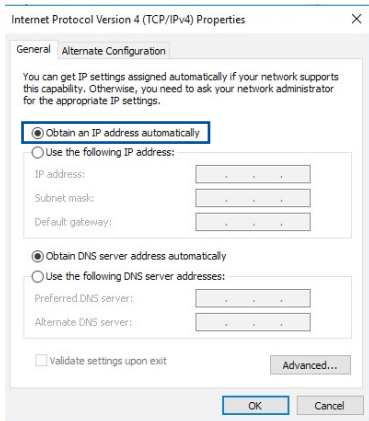 Internet Protocol Version 4 (TCP/IPv4) Properties
General
Alternate Configuration
You can get IP settings assigned automatically if your network supports
this capability. Otherwise, you need to ask your network administrator
for the appropriate IP settings.
Obtain an IP address automatically
Use the following IP address:
IP address:
Subnet mask:
Default gateway:
Obtain DNS server address automatically
Use the following DNS server addresses:
Preferred DNS server:
Alternate DNS server:
Validate settings upon exit
Advanced...
OK
Cancel